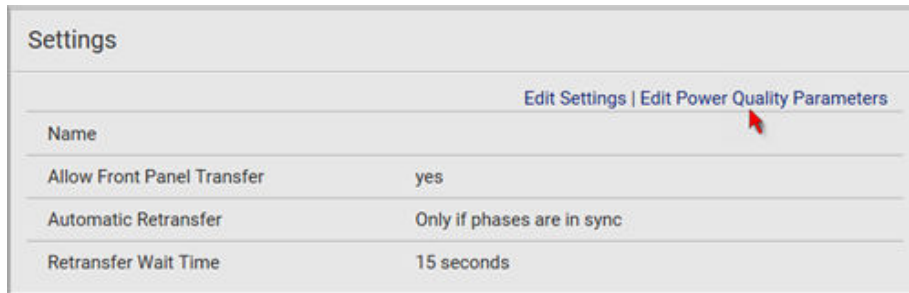 Settings
Edit Settings | Edit Power Quality Parameters
Name
Allow Front Panel Transfer yes
Automatic Retransfer Only if phases are in sync
Retransfer Wait Time 15 seconds